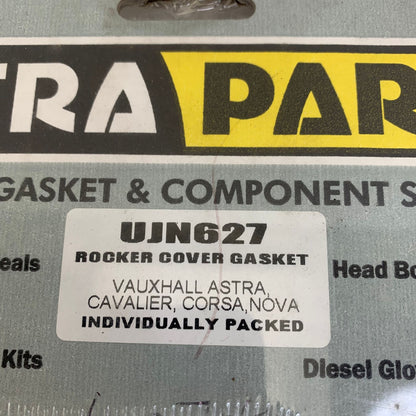 TRA PAR
GASKET & COMPONENT S
UJN627
ROCKER COVER GASKET
VAUXHALL ASTRA,
CAVALIER, CORSA,NOVA
INDIVIDUALLY PACKED
eals
Head Bo
Kits
Diesel Glo